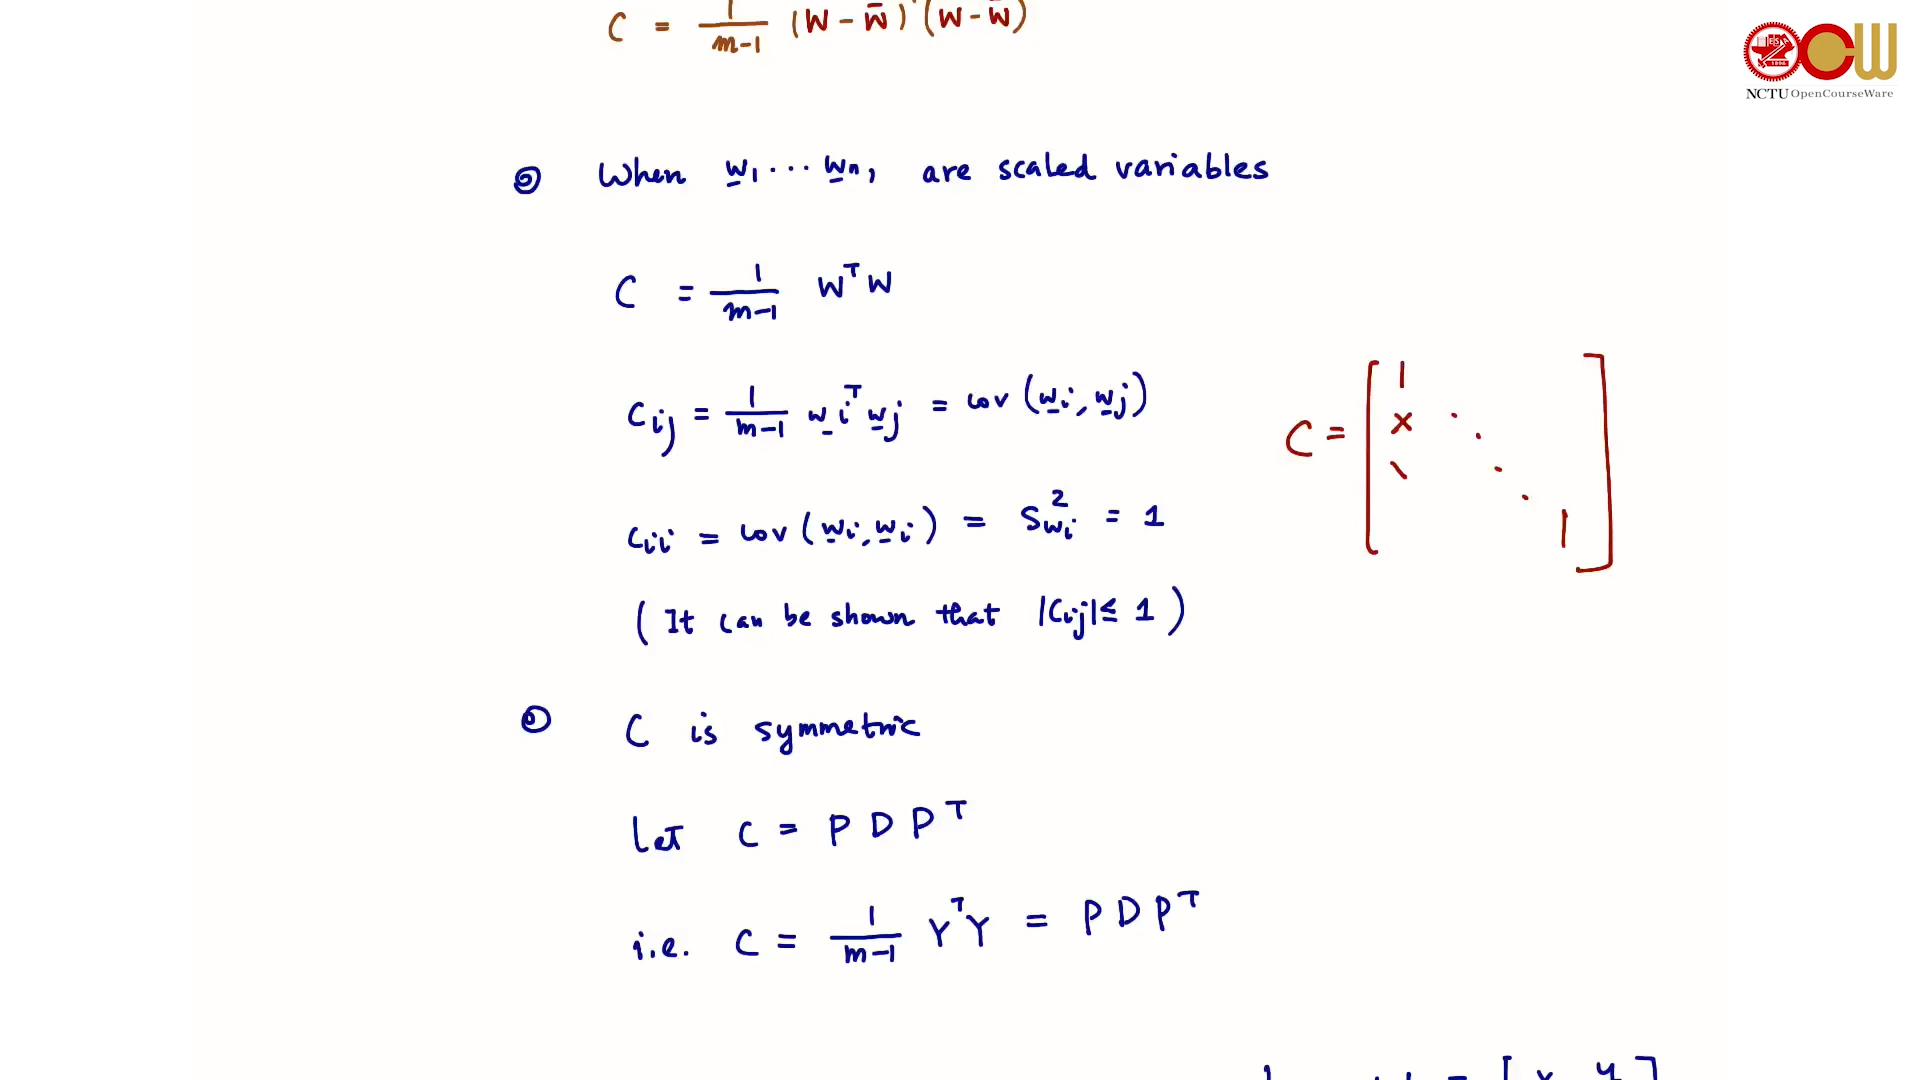 C = 1/(m-1) (W - W̄)ᵀ(W - W̄)
NCTU OpenCourseWare
When w₁ ··· wₙ, are scaled variables
C = 1/(m-1) WᵀW
Cᵢⱼ = 1/(m-1) wᵢᵀwⱼ = cov(wᵢ, wⱼ)
C = [1 x ⋱ 1]
Cᵢᵢ = cov(wᵢ, wᵢ) = S²wᵢ = 1
(It can be shown that |Cᵢⱼ| ≤ 1)
C is symmetric
Let C = P D Pᵀ
i.e. C = 1/(m-1) YᵀY = P D Pᵀ